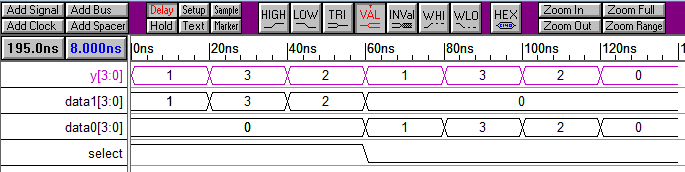 Add Signal Add Bus Delay Setup Sample HIGH LOW TRI VAL INVal WHI WLO HEX Zoom In Zoom Full
Add Clock Add Spacer Hold Text Marker Zoom Out Zoom Range
195.0ns 8.000ns 0ns 20ns 40ns 60ns 80ns 100ns 120ns
y[3:0] 1 3 2 1 3 2 0
data1[3:0] 1 3 2 0
data0[3:0] 0 1 3 2 0
select